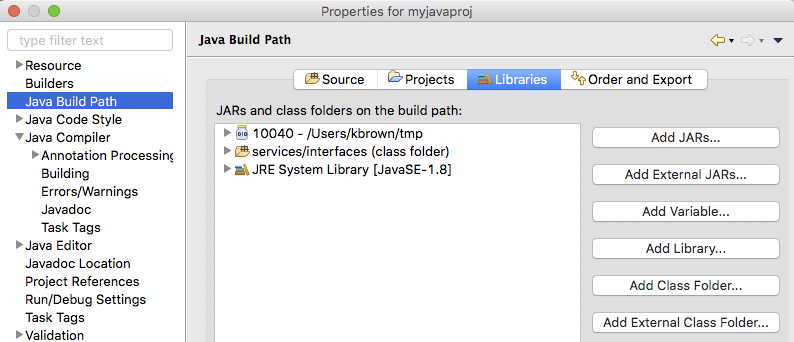 Properties for myjavaproj
type filter text
Resource
Builders
Java Build Path
Java Code Style
Java Compiler
Annotation Processing
Building
Errors/Warnings
Javadoc
Task Tags
Java Editor
Javadoc Location
Project References
Run/Debug Settings
Task Tags
Validation
Java Build Path
Source Projects Libraries Order and Export
JARs and class folders on the build path:
010 10040 - /Users/kbrown/tmp
services/interfaces (class folder)
JRE System Library [JavaSE-1.8]
Add JARs...
Add External JARs...
Add Variable...
Add Library...
Add Class Folder...
Add External Class Folder...